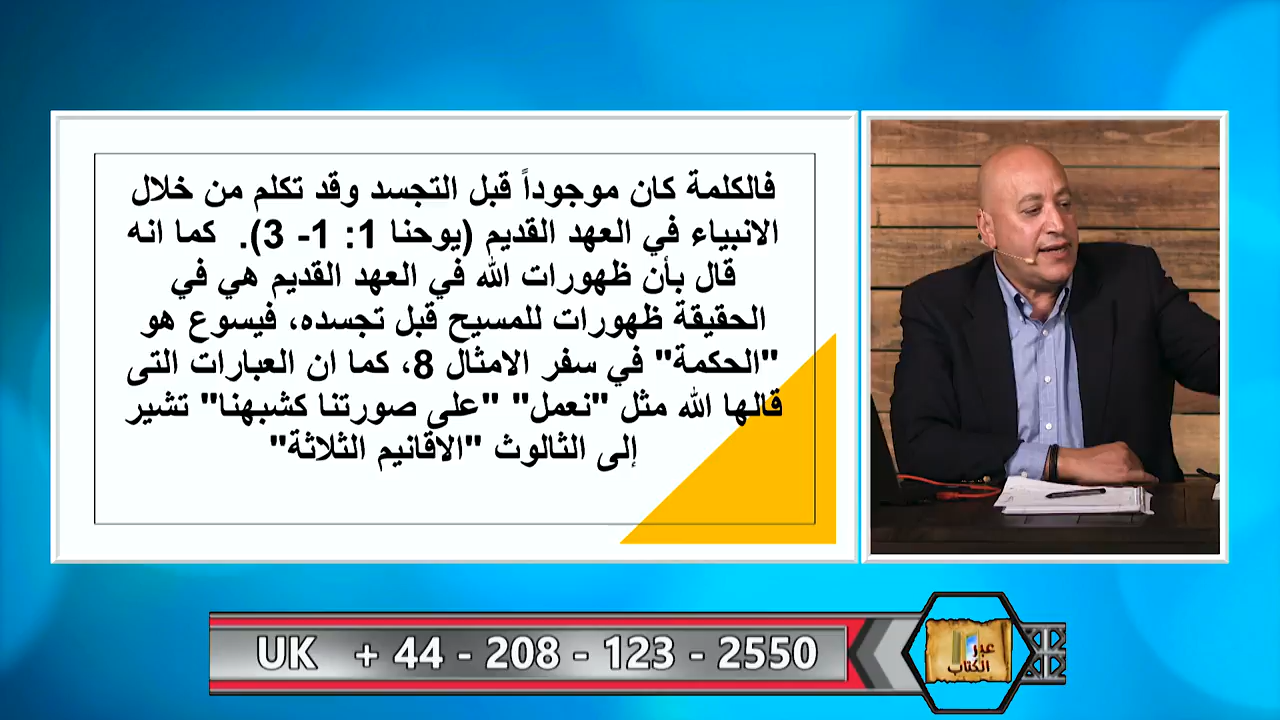 فالكلمة كان موجوداً قبل التجسد وقد تكلم من خلال
الانبياء في العهد القديم (يوحنا 1: 1- 3). كما انه
قال بأن ظهورات الله في العهد القديم هي في
الحقيقة ظهورات للمسيح قبل تجسده، فيسوع هو
"الحكمة" في سفر الامثال 8، كما ان العبارات التى
قالها الله مثل "نعمل" "على صورتنا كشبهنا" تشير
إلى الثالوث "الاقانيم الثلاثة"
UK + 44 - 208 - 123 - 2550
عبر
الكتاب